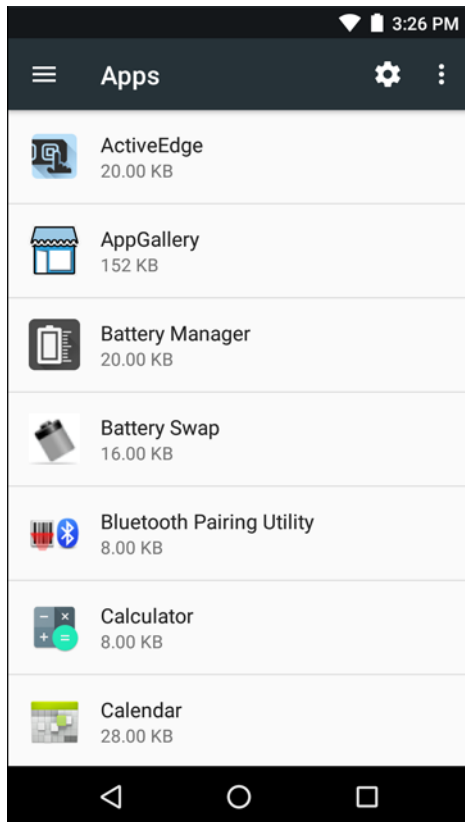 3:26 PM
Apps
ActiveEdge
20.00 KB
AppGallery
152 KB
Battery Manager
20.00 KB
Battery Swap
16.00 KB
Bluetooth Pairing Utility
8.00 KB
Calculator
8.00 KB
Calendar
28.00 KB